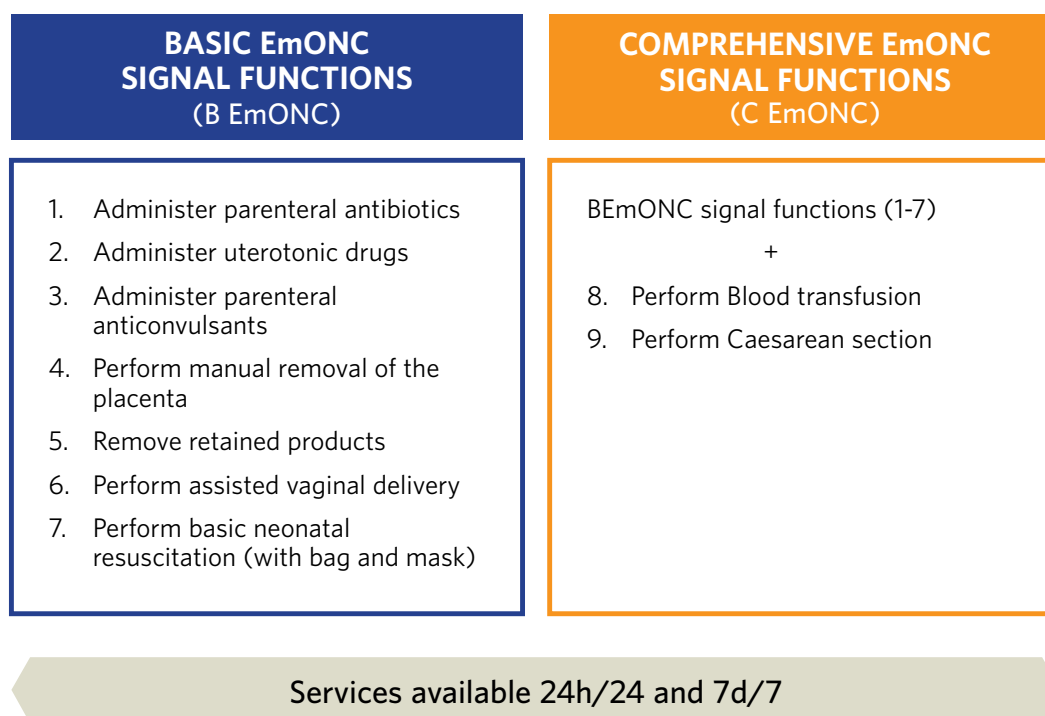 BASIC EmONC
SIGNAL FUNCTIONS
(B EmONC)
1. Administer parenteral antibiotics
2. Administer uterotonic drugs
3. Administer parenteral
anticonvulsants
4. Perform manual removal of the
placenta
5. Remove retained products
6. Perform assisted vaginal delivery
7. Perform basic neonatal
resuscitation (with bag and mask)
COMPREHENSIVE EmONC
SIGNAL FUNCTIONS
(C EmONC)
BEmONC signal functions (1-7)
+
8. Perform Blood transfusion
9. Perform Caesarean section
Services available 24h/24 and 7d/7